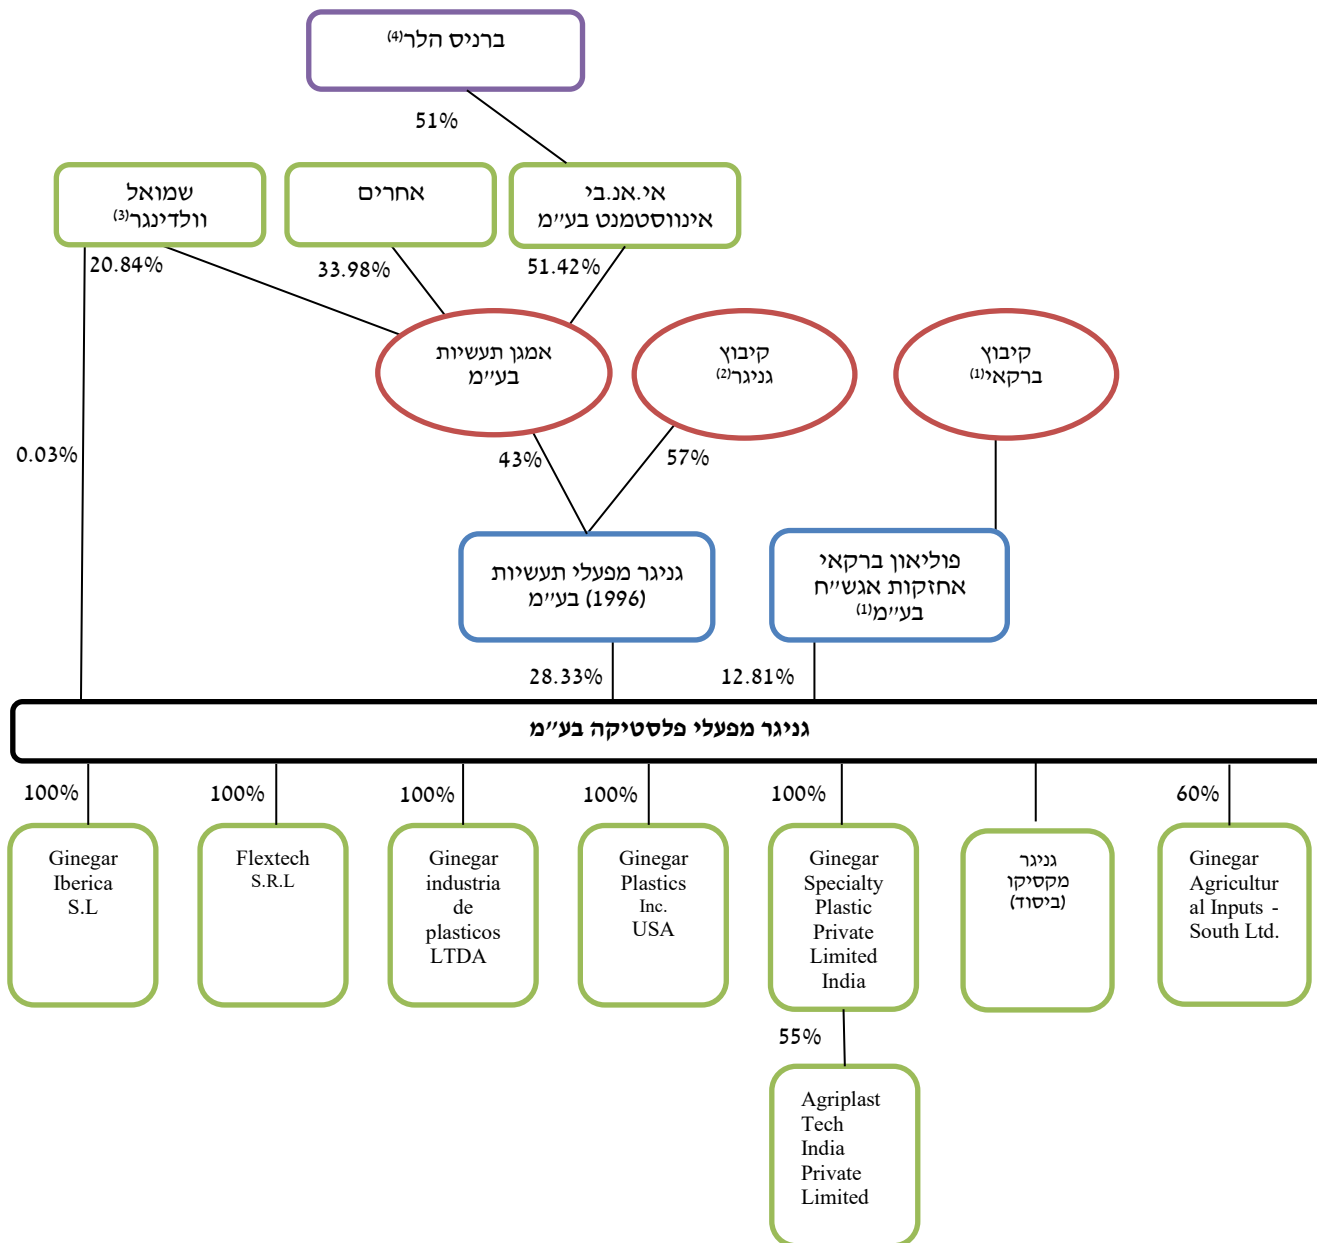 ברניס הלר(4)
51%
שמואל
וולדינגר(3)
אחרים
אי.אנ.בי
אינווסטמנט בע"מ
20.84%
33.98%
51.42%
אמגן תעשיות
בע"מ
קיבוץ
גניגר(2)
קיבוץ
ברקאי(1)
0.03%
43%
57%
גניגר מפעלי תעשיות
(1996) בע"מ
פוליאון ברקאי
אחזקות אגש"ח
בע"מ(1)
28.33%
12.81%
גניגר מפעלי פלסטיקה בע"מ
100%
100%
100%
100%
100%
60%
Ginegar
Iberica
S.L
Flextech
S.R.L
Ginegar
industria
de
plasticos
LTDA
Ginegar
Plastics
Inc.
USA
Ginegar
Specialty
Plastic
Private
Limited
India
גניגר
מקסיקו
(ביסוד)
Ginegar
Agricultur
al Inputs -
South Ltd.
55%
Agriplast
Tech
India
Private
Limited